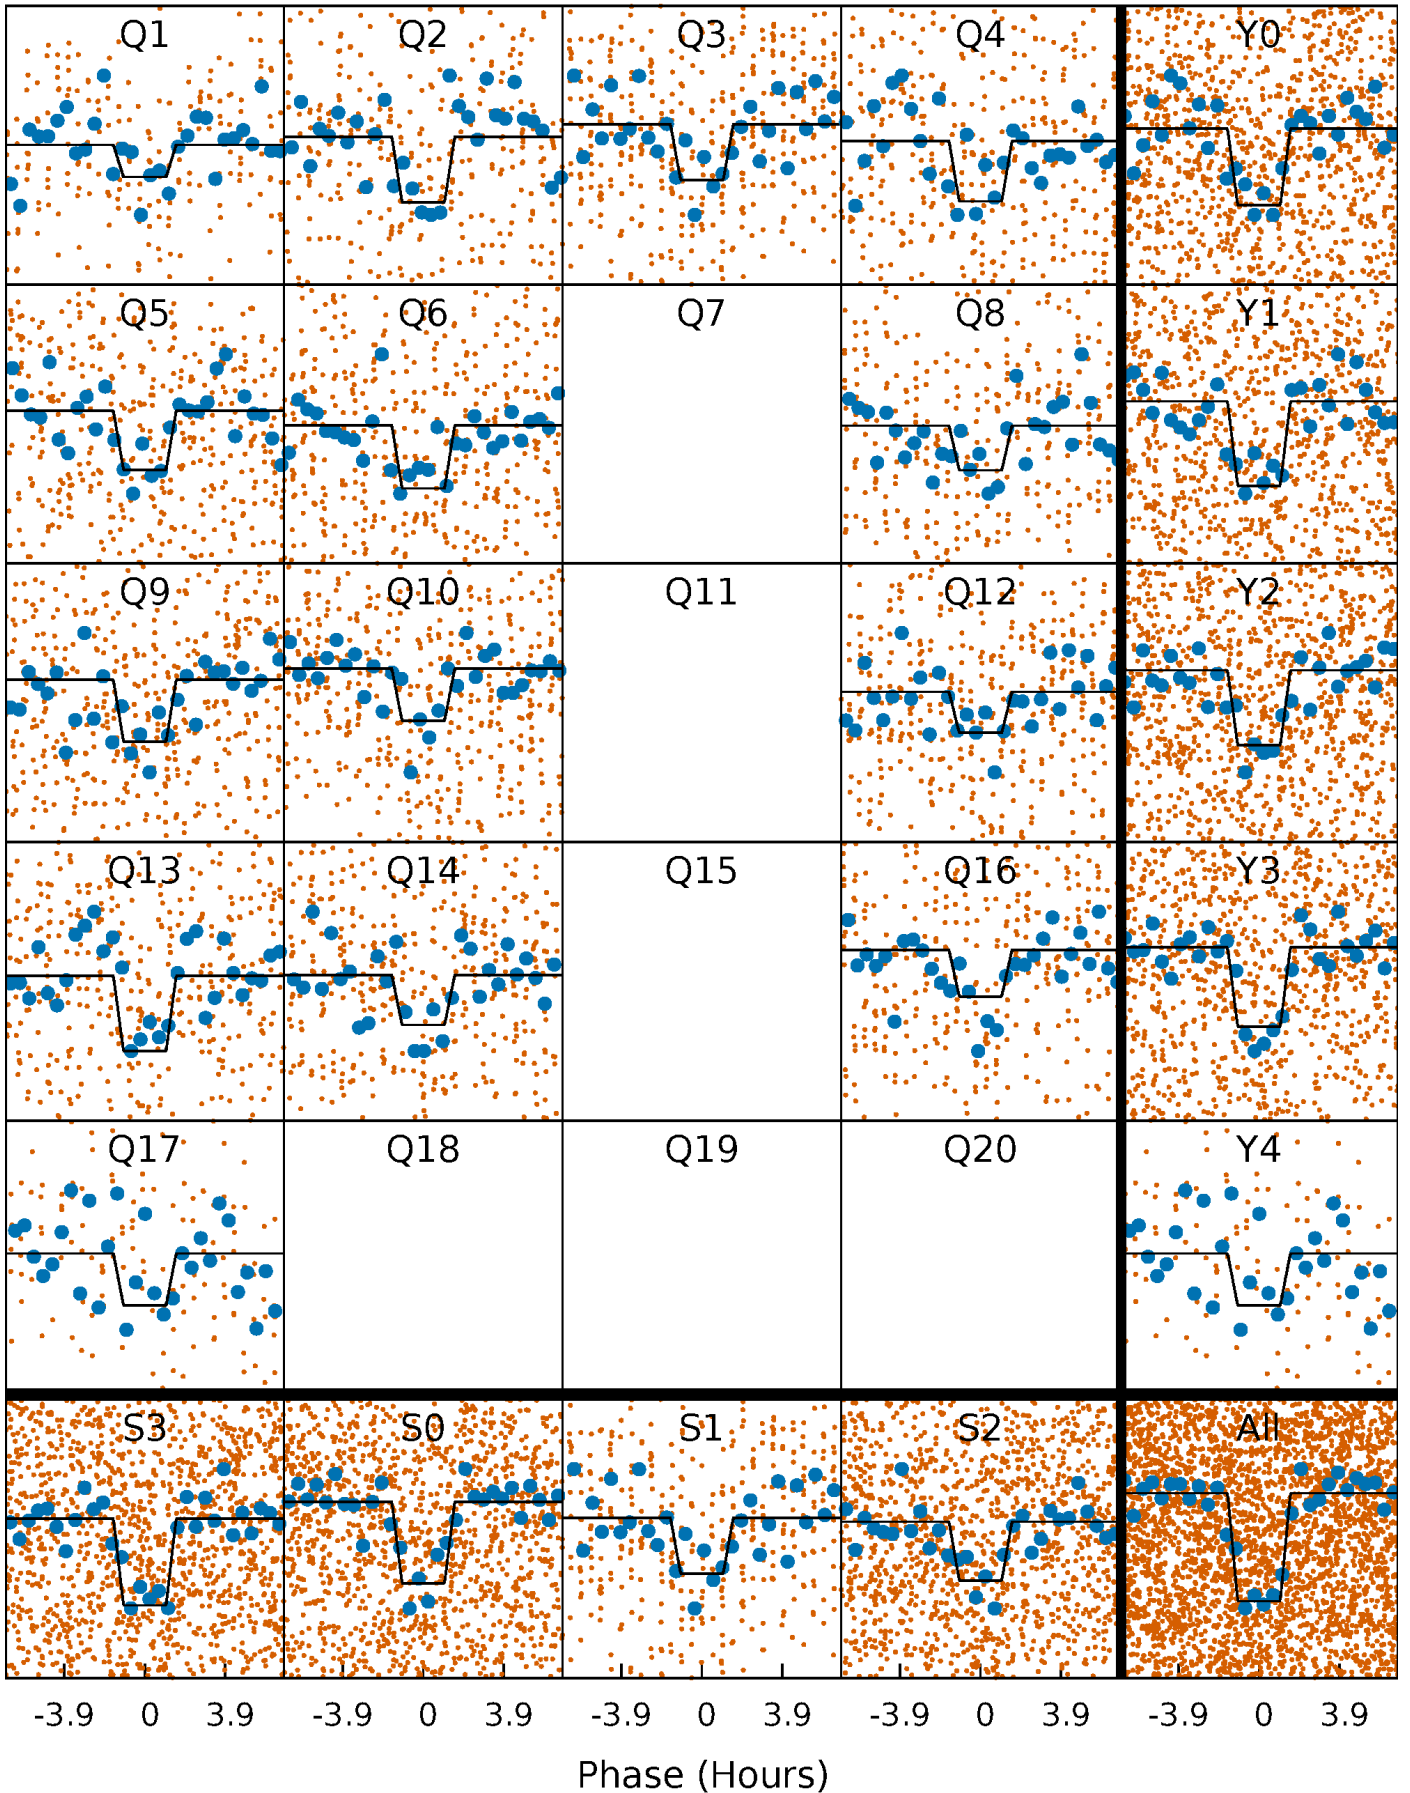 Q1 Q2 Q3 Q4 Y0
Q5 Q6 Q7 Q8 Y1
Q9 Q10 Q11 Q12 Y2
Q13 Q14 Q15 Q16 Y3
Q17 Q18 Q19 Q20 Y4
S3 S0 S1 S2 All
-3.9 0 3.9 -3.9 0 3.9 -3.9 0 3.9 -3.9 0 3.9 -3.9 0 3.9
Phase (Hours)